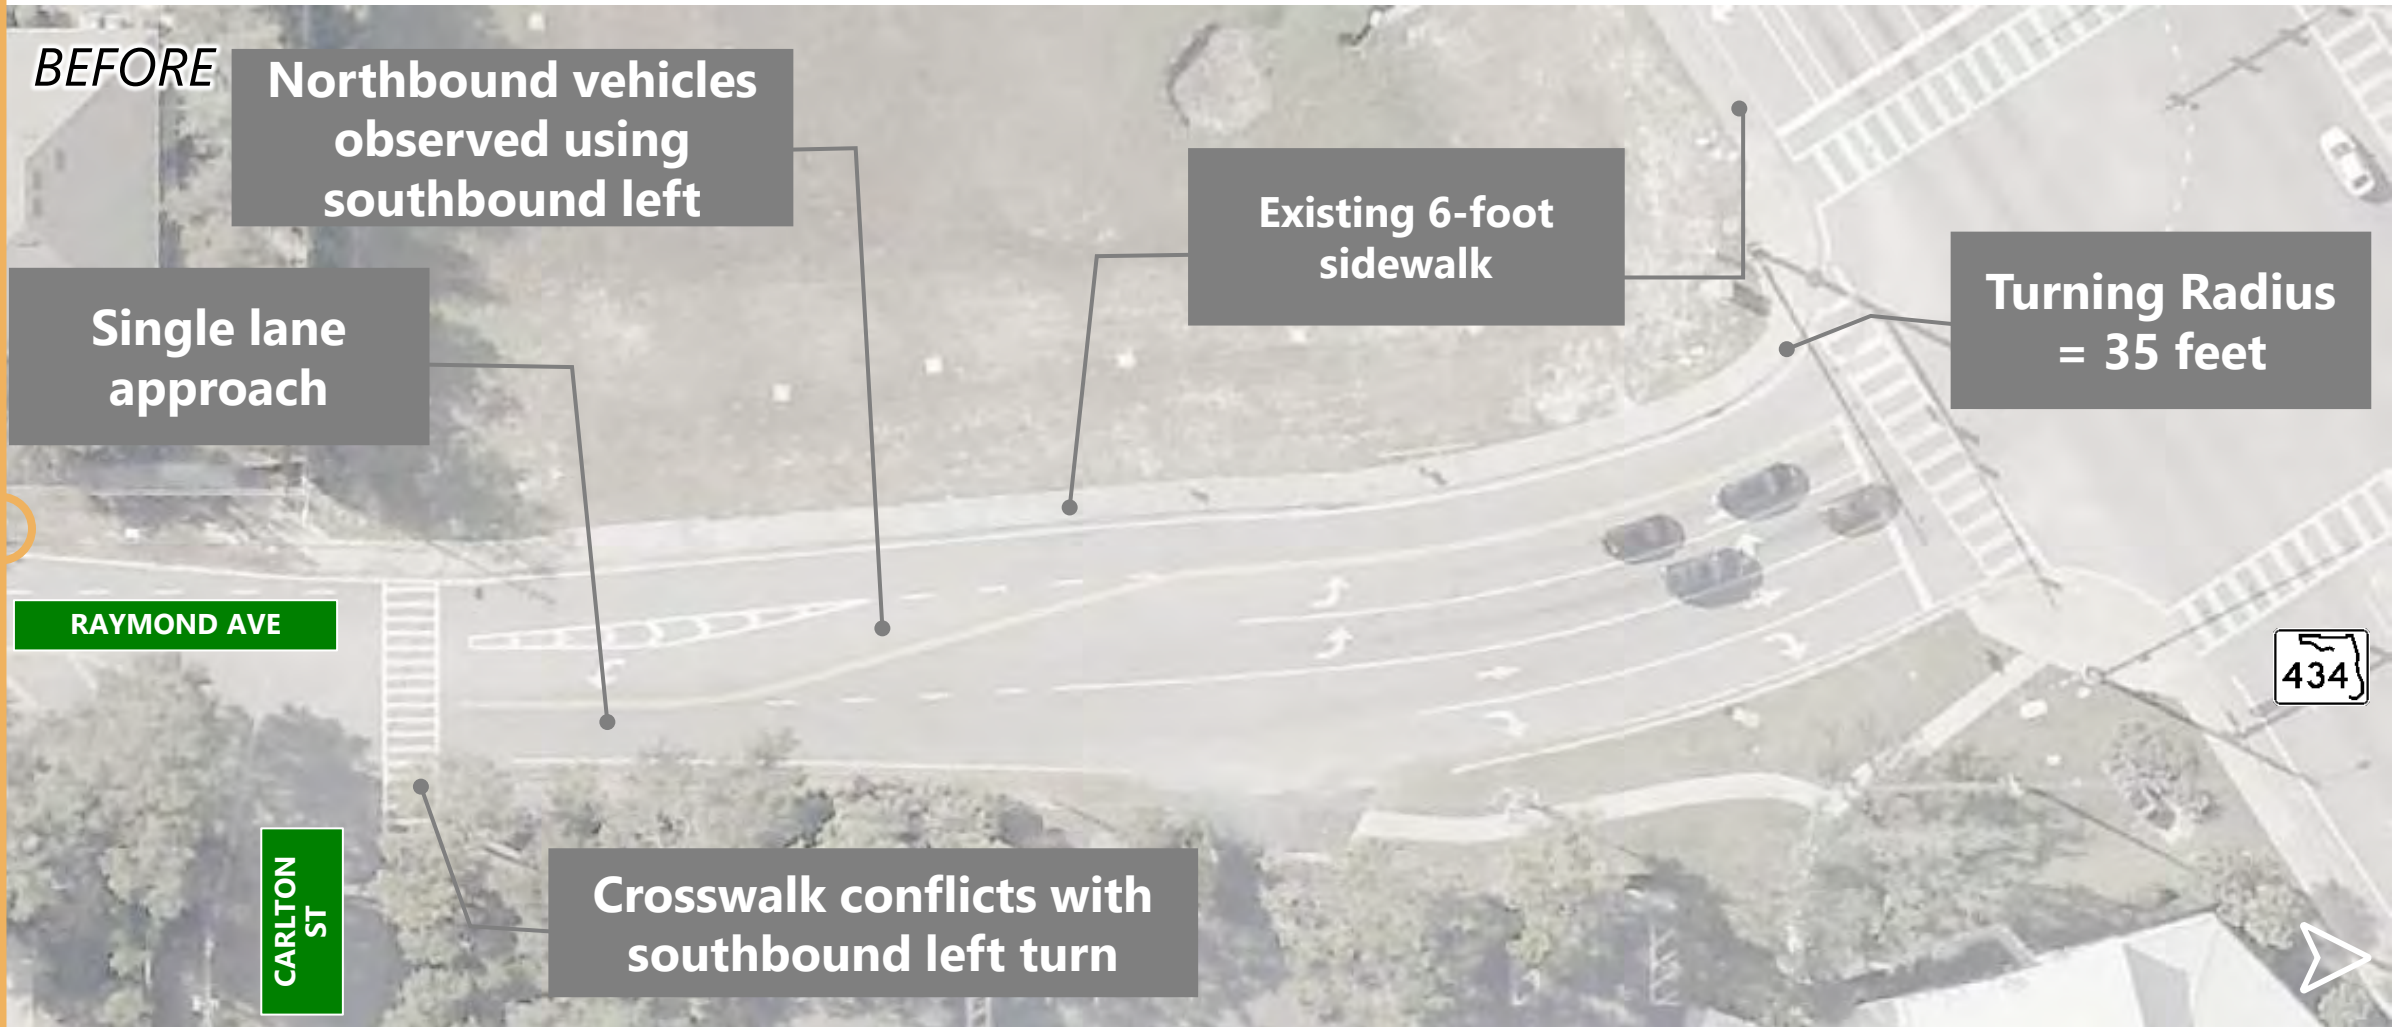 BEFORE
Northbound vehicles
observed using
southbound left
Existing 6-foot
sidewalk
Turning Radius
= 35 feet
Single lane
approach
RAYMOND AVE
434
CARLTON
ST
Crosswalk conflicts with
southbound left turn